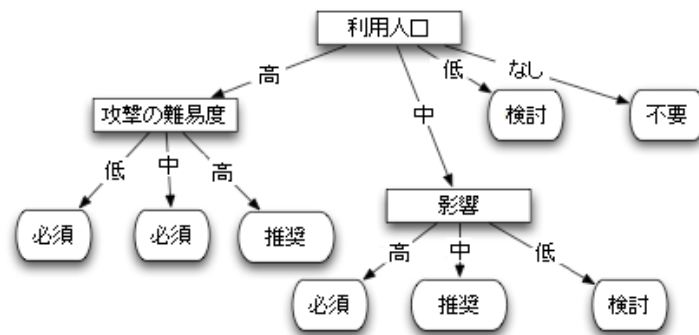 利用人口
高
中
低
なし
攻撃の難易度
検討
不要
低
中
高
影響
必須
必須
推奨
高
中
低
必須
推奨
検討